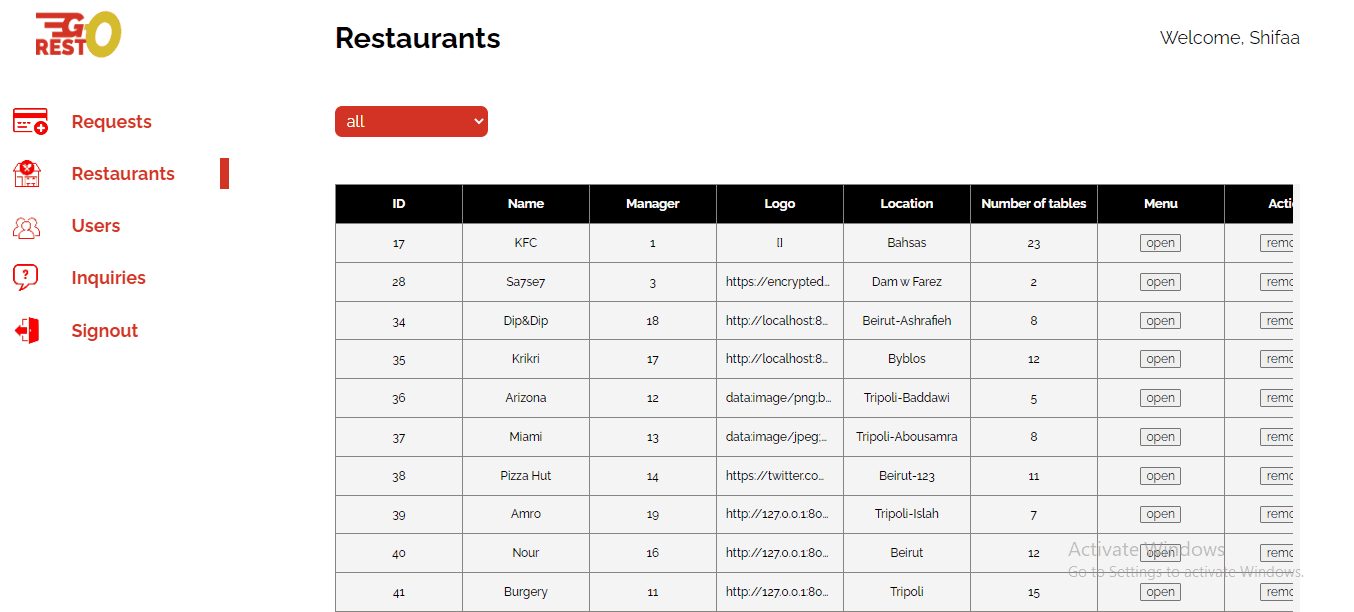 GO
REST
Restaurants
Welcome, Shifaa
Requests
Restaurants
Users
Inquiries
Signout
all
ID Name Manager Logo Location Number of tables Menu Acti
17 KFC 1 [] Bahsas 23 open remo
28 Sa7se7 3 https://encrypted... Dam w Farez 2 open remo
34 Dip&Dip 18 http://localhost:8... Beirut-Ashrafieh 8 open remo
35 Krikri 17 http://localhost:8... Byblos 12 open remo
36 Arizona 12 data:image/png;b... Tripoli-Baddawi 5 open remo
37 Miami 13 data:image/jpeg;... Tripoli-Abousamra 8 open remo
38 Pizza Hut 14 https://twitter.co... Beirut-123 11 open remo
39 Amro 19 http://127.0.0.1:80... Tripoli-Islah 7 open remo
40 Nour 16 http://127.0.0.1:80... Beirut 12 open remo
41 Burgery 11 http://127.0.0.1:80... Tripoli 15 open remo
Activate Windows
Go to Settings to activate Windows.